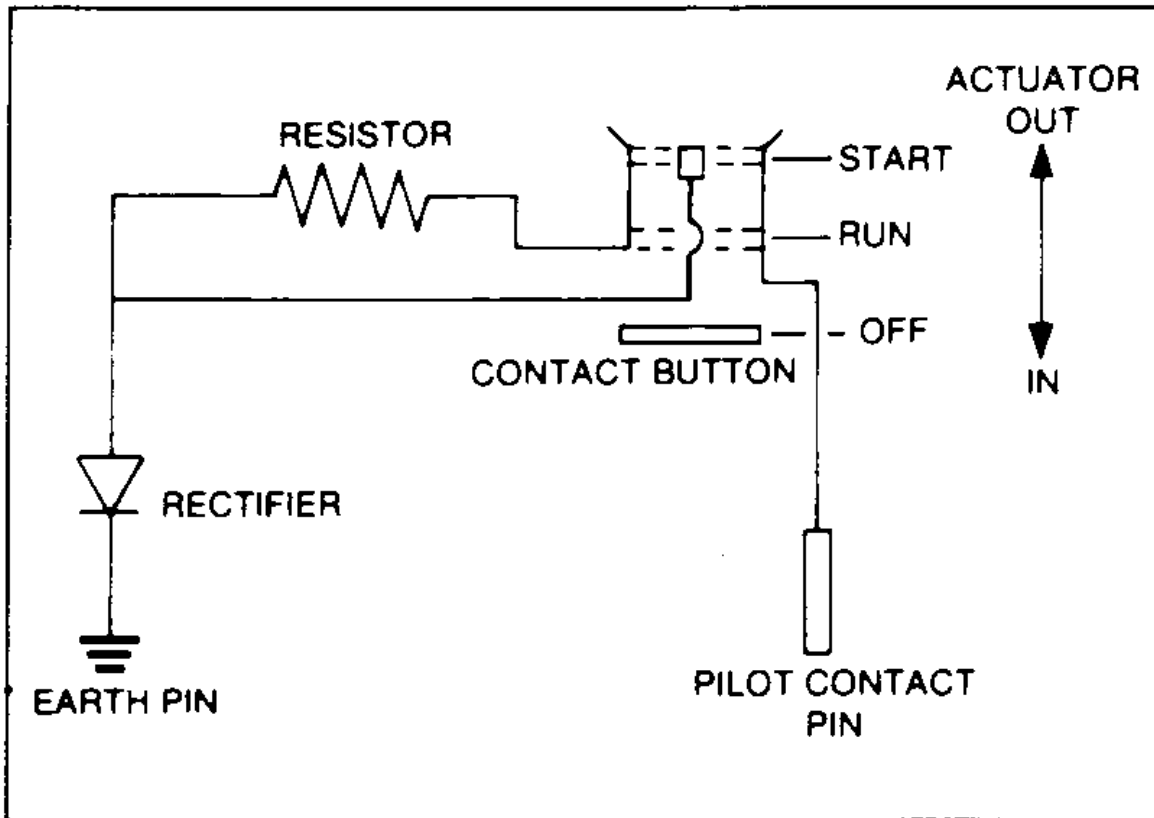 ACTUATOR
OUT
RESISTOR
START
RUN
OFF
CONTACT BUTTON
IN
RECTIFIER
EARTH PIN
PILOT CONTACT
PIN